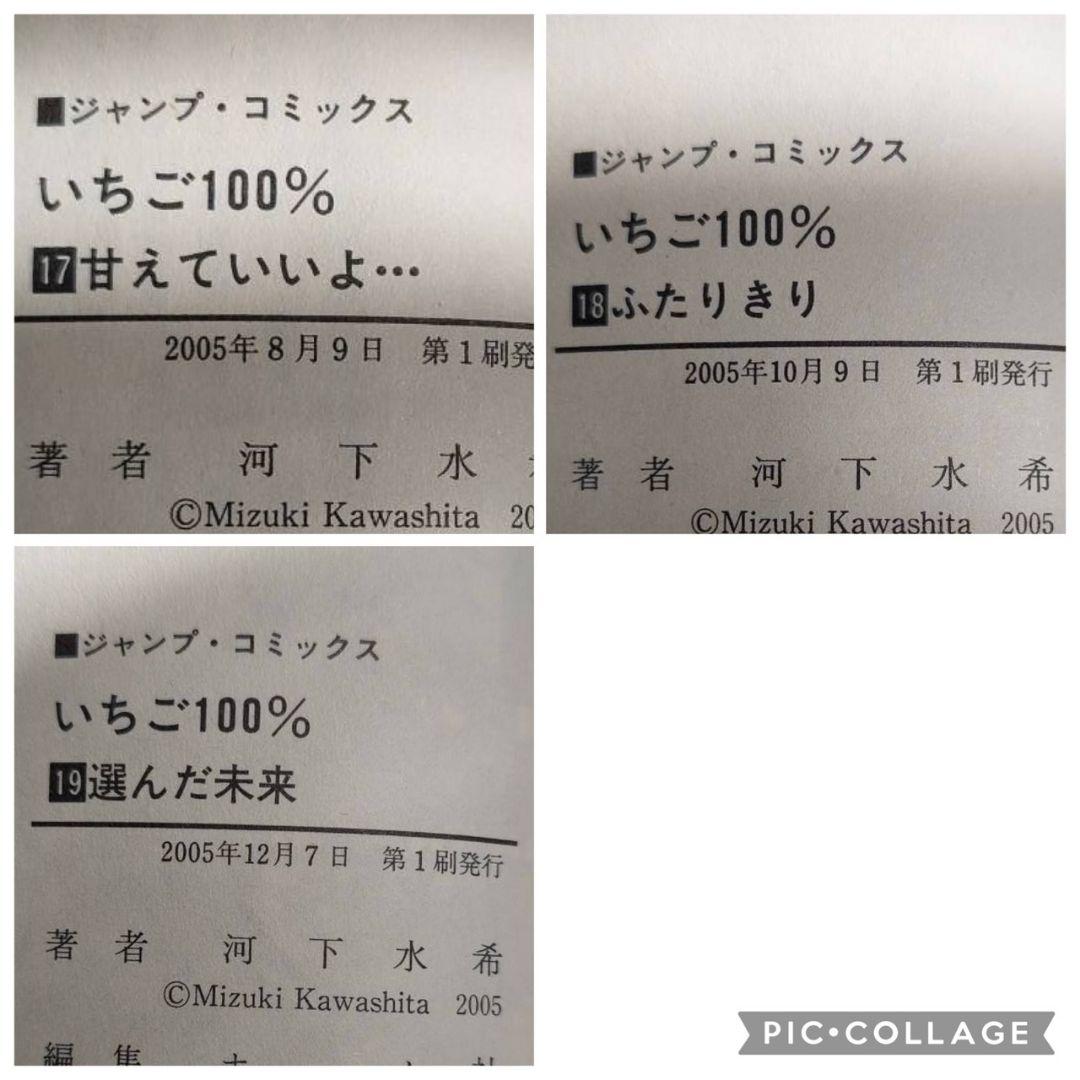 ■ジャンプ・コミックス
いちご100%
17甘えていいよ…
2005年8月9日 第1刷発
著者 河下水
©Mizuki Kawashita 20
■ジャンプ・コミックス
いちご100%
18ふたりきり
2005年10月9日 第1刷発行
著者 河下水希
©Mizuki Kawashita 2005
■ジャンプ・コミックス
いちご100%
19選んだ未来
2005年12月7日 第1刷発行
著者 河下水希
©Mizuki Kawashita 2005
編集
PIC•COLLAGE